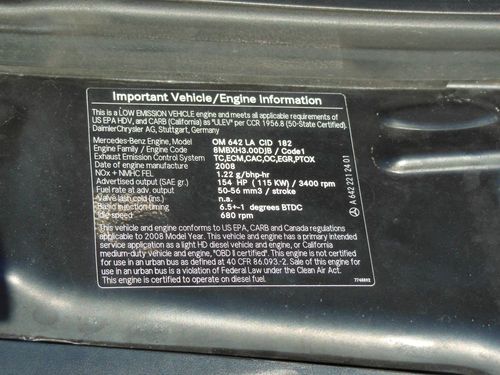 Important Vehicle/Engine Information
This is a LOW EMISSION VEHICLE engine and meets all applicable requirements of
US EPA HDV, and CARB (California) as "ULEV" per CCR 1956.8 (50-State Certified).
DaimlerChrysler AG, Stuttgart, Germany
Mercedes-Benz Engine, Model OM 642 LA CID 182
Engine Family / Engine Code 8MBXH3.00DJB / Code1
Exhaust Emission Control System TC,ECM,CAC,OC,EGR,PTOX
Date of engine manufacture 2008
NOx + NMHC FEL 1.22 g/bhp-hr
Advertised output (SAE gr.) 154 HP (115 KW) / 3400 rpm
Fuel rate at adv. output 50-56 mm3 / stroke
Valve lash cold (ins.) n.a.
Basic injection timing 6.5+-1 degrees BTDC
Idle speed 680 rpm
This vehicle and engine conforms to US EPA, CARB and Canada regulations
applicable to 2008 Model Year. This vehicle and engine has a primary intended
service application as a light HD diesel vehicle and engine, or California
medium-duty vehicle and engine, "OBD II certified". This engine is not certified
for use in an urban bus as defined at 40 CFR 86.093-2. Sale of this engine for
use in an urban bus is a violation of Federal Law under the Clean Air Act.
This engine is certified to operate on diesel fuel.
7748892
A 642 221 24 01